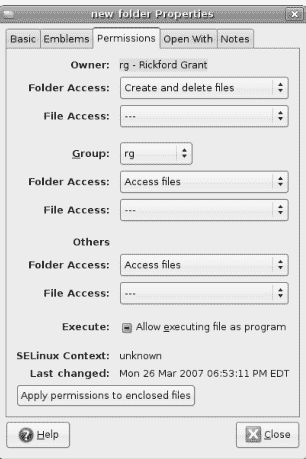 new folder Properties
Basic Emblems Permissions Open With Notes
Owner: rg - Rickford Grant
Folder Access: Create and delete files
File Access: ---
Group: rg
Folder Access: Access files
File Access: ---
Others
Folder Access: Access files
File Access: ---
Execute: Allow executing file as program
SELinux Context: unknown
Last changed: Mon 26 Mar 2007 06:53:11 PM EDT
Apply permissions to enclosed files
Help Close